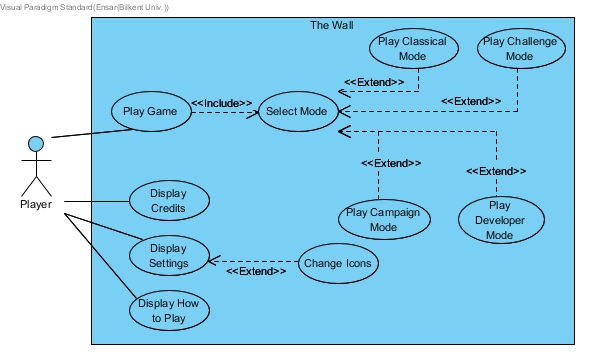 Visual Paradigm Standard(Ensar(Bilkent Univ.))
The Wall
Play Classical
Mode
Play Challenge
Mode
<<Extend>>
<<Extend>>
Play Game
<<Include>>
Select Mode
<<Extend>>
<<Extend>>
Player
Display
Credits
Play Campaign
Mode
Play
Developer
Mode
Display
Settings
<<Extend>>
Change Icons
Display How
to Play